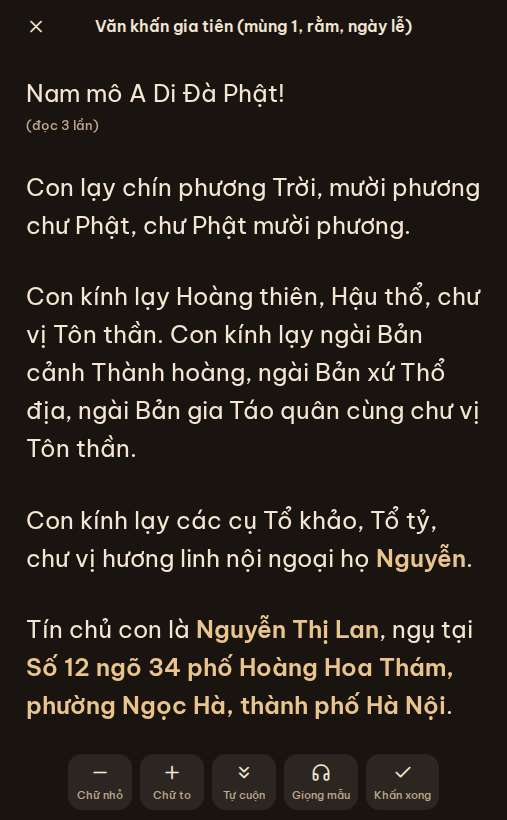 Văn khấn gia tiên (mùng 1, rằm, ngày lễ)
Nam mô A Di Đà Phật!
(đọc 3 lần)
Con lạy chín phương Trời, mười phương
chư Phật, chư Phật mười phương.
Con kính lạy Hoàng thiên, Hậu thổ, chư
vị Tôn thần. Con kính lạy ngài Bản
cảnh Thành hoàng, ngài Bản xứ Thổ
địa, ngài Bản gia Táo quân cùng chư vị
Tôn thần.
Con kính lạy các cụ Tổ khảo, Tổ tỷ,
chư vị hương linh nội ngoại họ Nguyễn.
Tín chủ con là Nguyễn Thị Lan, ngụ tại
Số 12 ngõ 34 phố Hoàng Hoa Thám,
phường Ngọc Hà, thành phố Hà Nội.
Chữ nhỏ Chữ to Tự cuộn Giọng mẫu Khấn xong